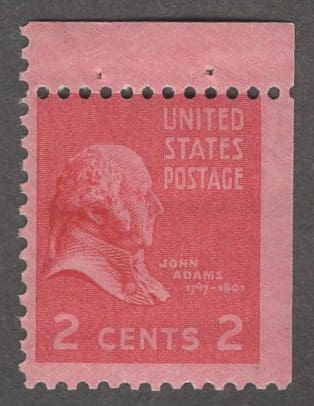 UNITED
STATES
POSTAGE
JOHN
ADAMS
1797-1801
2 CENTS 2